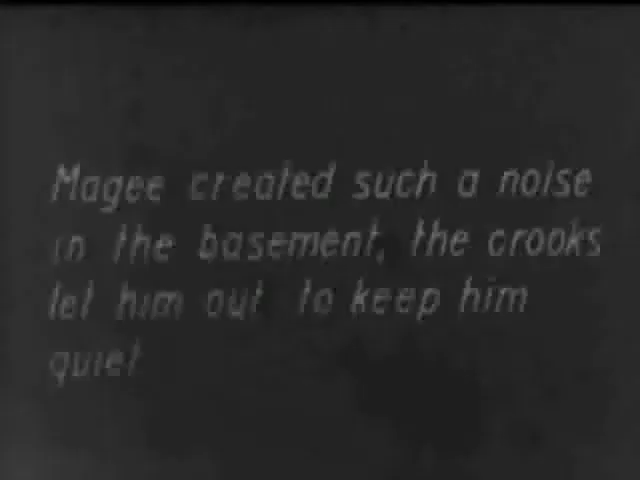 Magee created such a noise
in the basement, the crooks
let him out to keep him
quiet